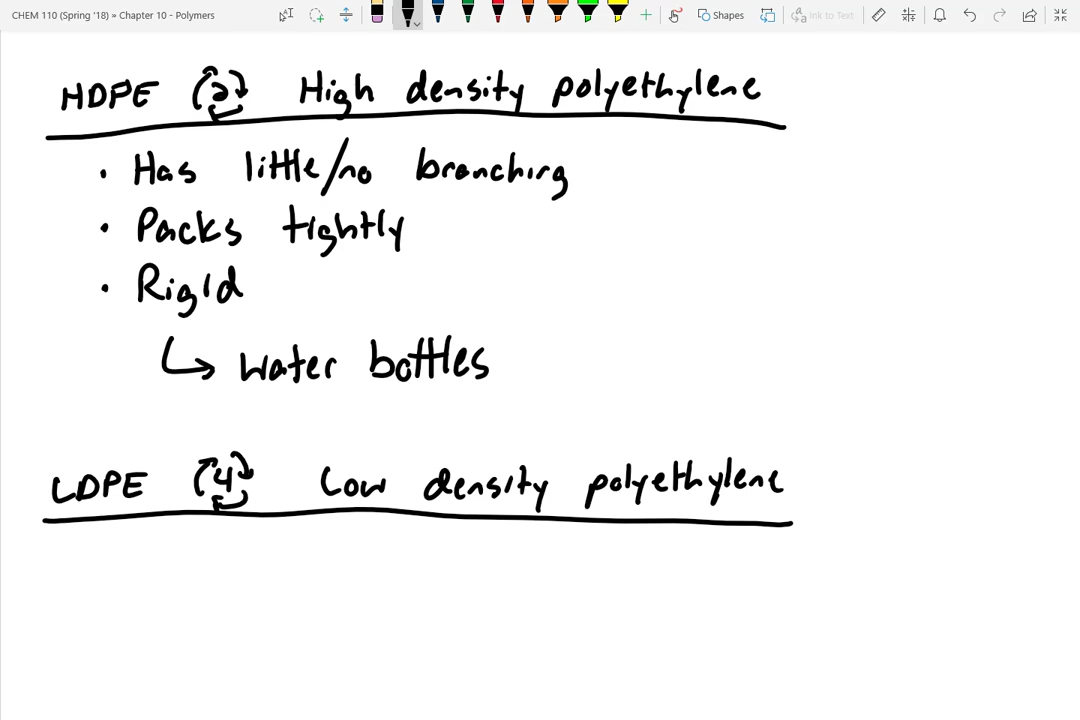 CHEM 110 (Spring '18) » Chapter 10 - Polymers
Shapes
Ink to Text
HDPE 2 High density polyethylene
• Has little/no branching
• Packs tightly
• Rigid
↳ Water bottles
LDPE 4 Low density polyethylene